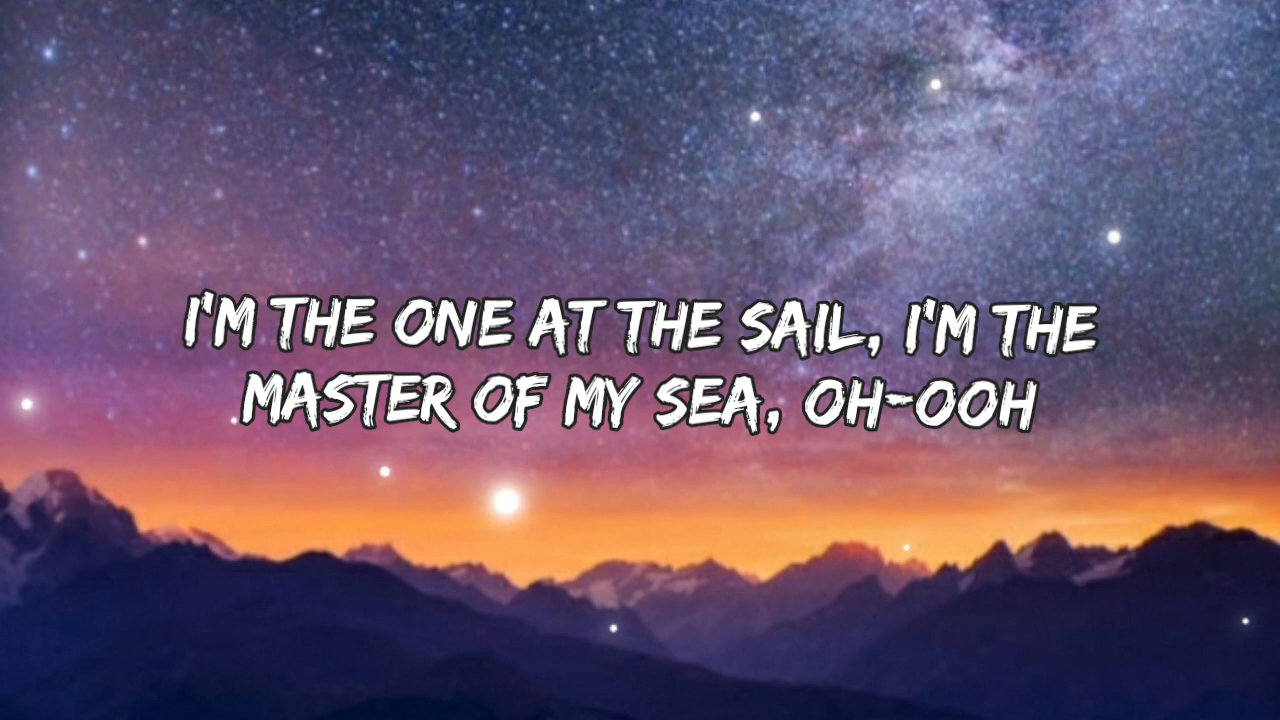 I'M THE ONE AT THE SAIL, I'M THE
MASTER OF MY SEA, OH-OOH